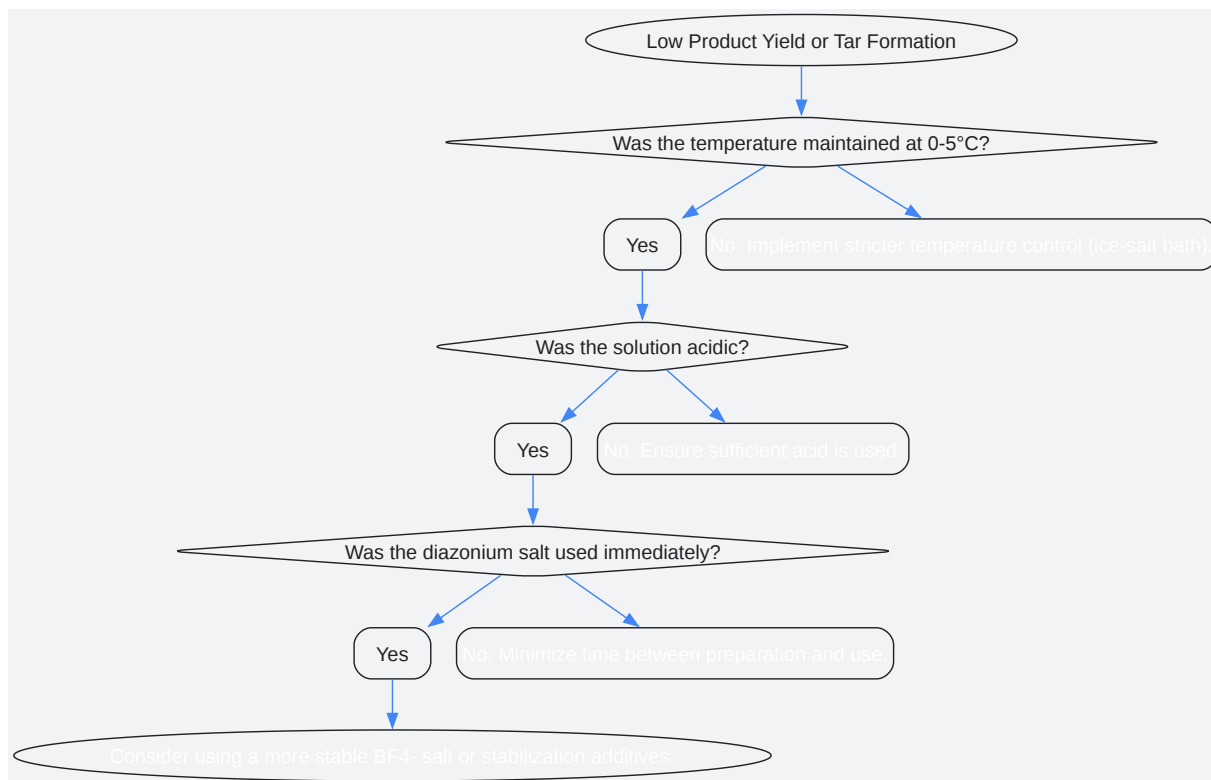 Low Product Yield or Tar Formation
Was the temperature maintained at 0-5°C?
Yes
No. Implement stricter temperature control (ice-salt bath).
Was the solution acidic?
Yes
No. Ensure sufficient acid is used.
Was the diazonium salt used immediately?
Yes
No. Minimize time between preparation and use.
Consider using a more stable BF4- salt or stabilization additives.